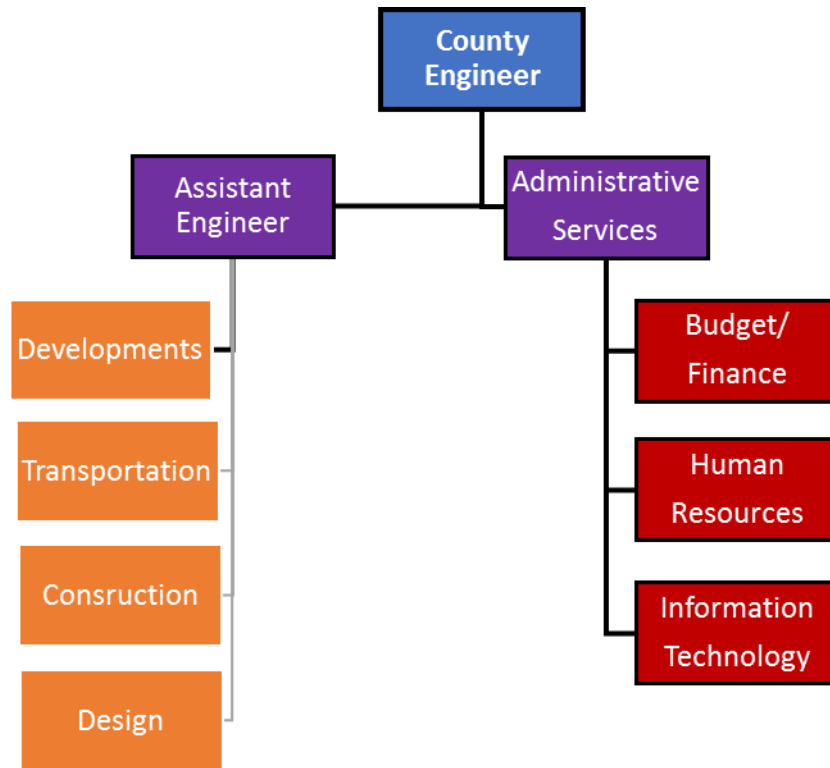 County
Engineer
Assistant
Engineer
Administrative
Services
Developments
Transportation
Consruction
Design
Budget/
Finance
Human
Resources
Information
Technology